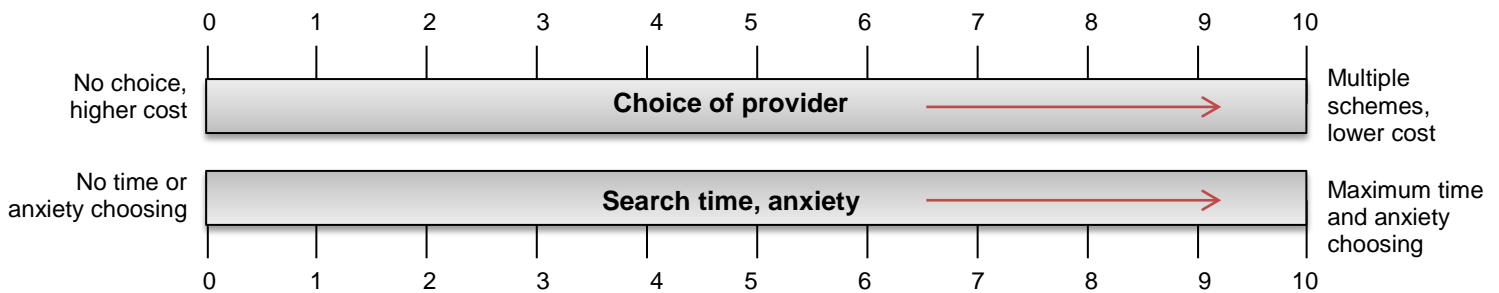 0 1 2 3 4 5 6 7 8 9 10
No choice,
higher cost
Choice of provider
Multiple
schemes,
lower cost
No time or
anxiety choosing
Search time, anxiety
Maximum time
and anxiety
choosing
0 1 2 3 4 5 6 7 8 9 10